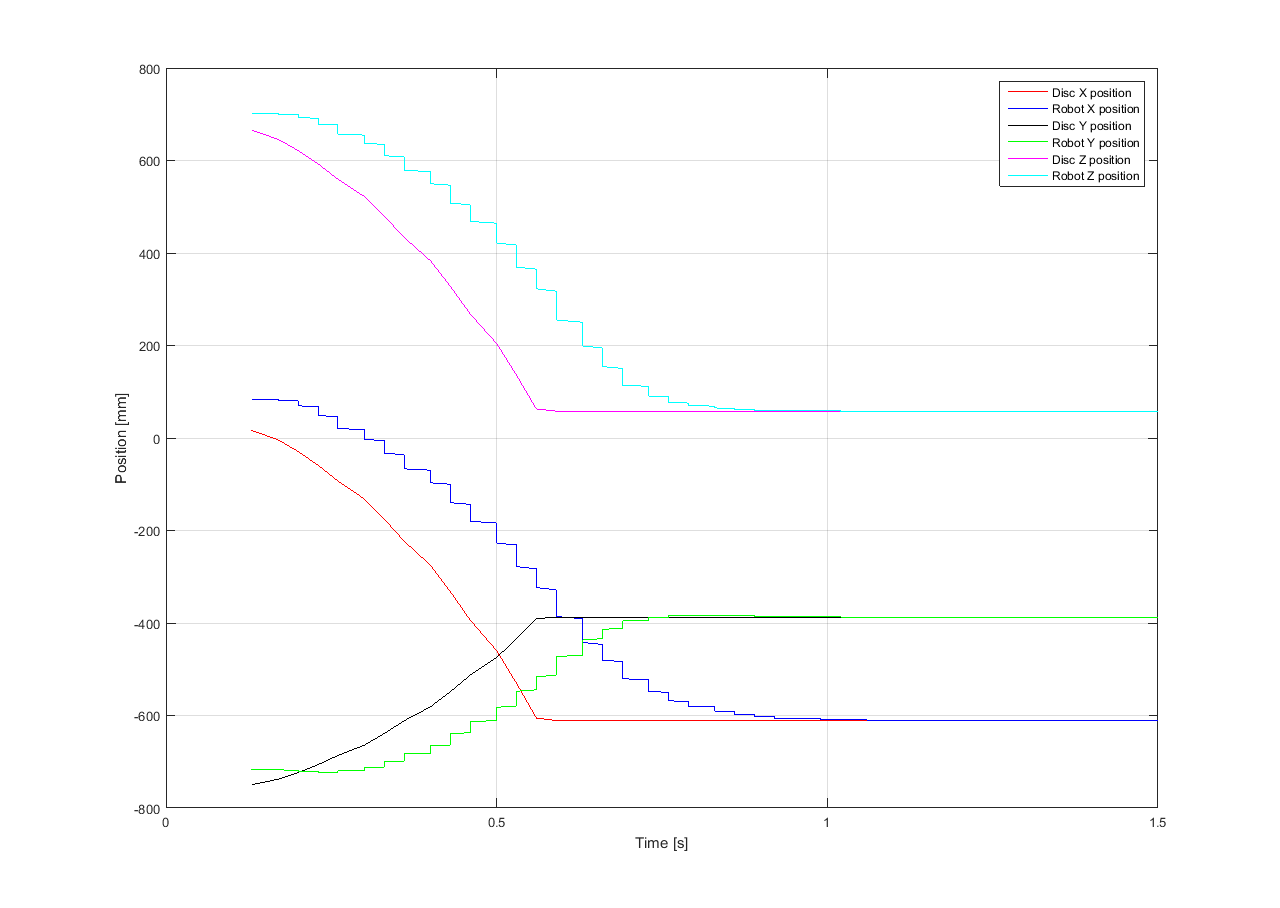 800
600
400
200
0
-200
-400
-600
-800
Position [mm]
0
0.5
1
1.5
Time [s]
Disc X position
Robot X position
Disc Y position
Robot Y position
Disc Z position
Robot Z position